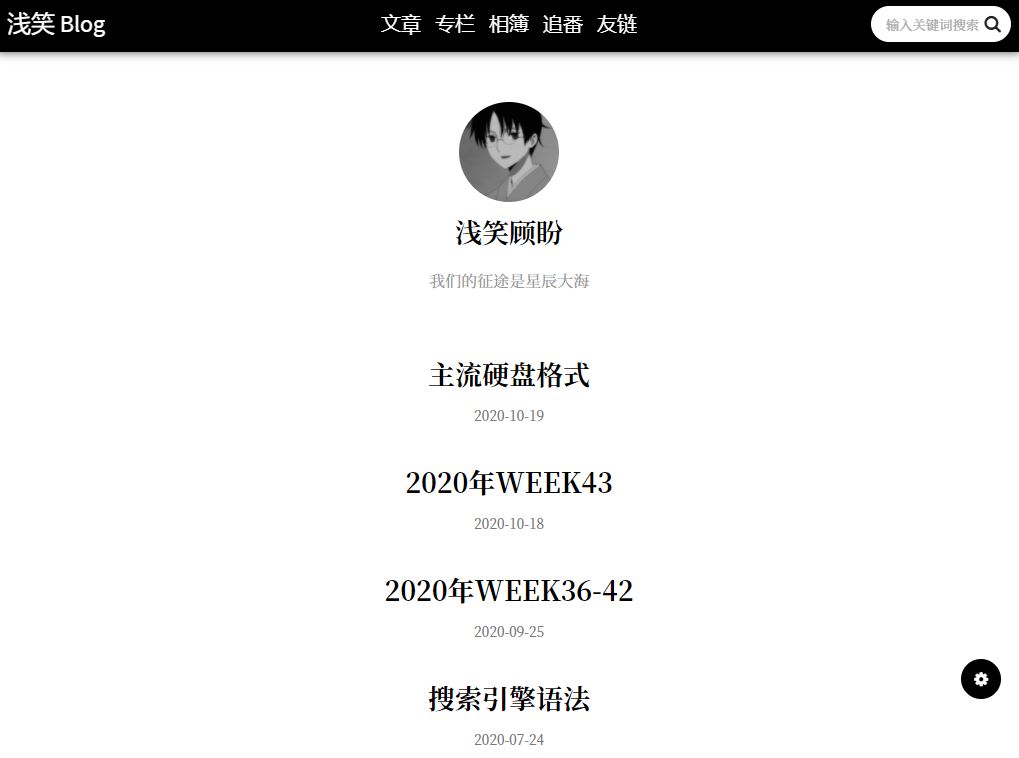 浅笑 Blog
文章 专栏 相簿 追番 友链
输入关键词搜索
浅笑顾盼
我们的征途是星辰大海
主流硬盘格式
2020-10-19
2020年WEEK43
2020-10-18
2020年WEEK36-42
2020-09-25
搜索引擎语法
2020-07-24